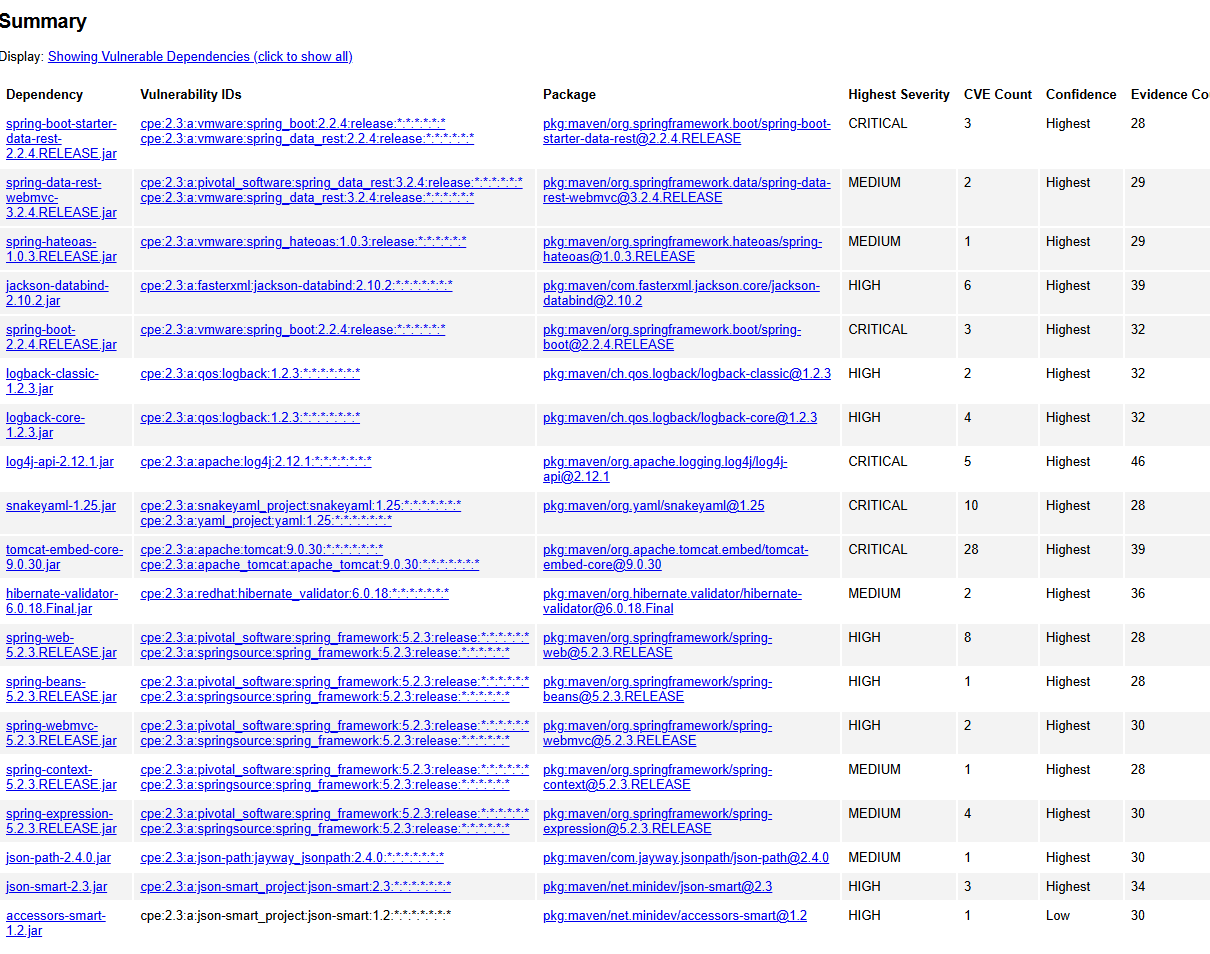 Summary
Display: Showing Vulnerable Dependencies (click to show all)
Dependency Vulnerability IDs Package Highest Severity CVE Count Confidence Evidence Co
spring-boot-starter-data-rest-2.2.4.RELEASE.jar cpe:2.3:a:vmware:spring_boot:2.2.4:release:*:*:*:*:*:* cpe:2.3:a:vmware:spring_data_rest:2.2.4:release:*:*:*:*:*:* pkg:maven/org.springframework.boot/spring-boot-starter-data-rest@2.2.4.RELEASE CRITICAL 3 Highest 28
spring-data-rest-webmvc-3.2.4.RELEASE.jar cpe:2.3:a:pivotal_software:spring_data_rest:3.2.4:release:*:*:*:*:*:* cpe:2.3:a:vmware:spring_data_rest:3.2.4:release:*:*:*:*:*:* pkg:maven/org.springframework.data/spring-data-rest-webmvc@3.2.4.RELEASE MEDIUM 2 Highest 29
spring-hateoas-1.0.3.RELEASE.jar cpe:2.3:a:vmware:spring_hateoas:1.0.3:release:*:*:*:*:*:* pkg:maven/org.springframework.hateoas/spring-hateoas@1.0.3.RELEASE MEDIUM 1 Highest 29
jackson-databind-2.10.2.jar cpe:2.3:a:fasterxml:jackson-databind:2.10.2:*:*:*:*:*:*:* pkg:maven/com.fasterxml.jackson.core/jackson-databind@2.10.2 HIGH 6 Highest 39
spring-boot-2.2.4.RELEASE.jar cpe:2.3:a:vmware:spring_boot:2.2.4:release:*:*:*:*:*:* pkg:maven/org.springframework.boot/spring-boot@2.2.4.RELEASE CRITICAL 3 Highest 32
logback-classic-1.2.3.jar cpe:2.3:a:qos:logback:1.2.3:*:*:*:*:*:*:* pkg:maven/ch.qos.logback/logback-classic@1.2.3 HIGH 2 Highest 32
logback-core-1.2.3.jar cpe:2.3:a:qos:logback:1.2.3:*:*:*:*:*:*:* pkg:maven/ch.qos.logback/logback-core@1.2.3 HIGH 4 Highest 32
log4j-api-2.12.1.jar cpe:2.3:a:apache:log4j:2.12.1:*:*:*:*:*:*:* pkg:maven/org.apache.logging.log4j/log4j-api@2.12.1 CRITICAL 5 Highest 46
snakeyaml-1.25.jar cpe:2.3:a:snakeyaml_project:snakeyaml:1.25:*:*:*:*:*:*:* cpe:2.3:a:yaml_project:yaml:1.25:*:*:*:*:*:*:* pkg:maven/org.yaml/snakeyaml@1.25 CRITICAL 10 Highest 28
tomcat-embed-core-9.0.30.jar cpe:2.3:a:apache:tomcat:9.0.30:*:*:*:*:*:*:* cpe:2.3:a:apache_tomcat:apache_tomcat:9.0.30:*:*:*:*:*:*:* pkg:maven/org.apache.tomcat.embed/tomcat-embed-core@9.0.30 CRITICAL 28 Highest 39
hibernate-validator-6.0.18.Final.jar cpe:2.3:a:redhat:hibernate_validator:6.0.18:*:*:*:*:*:*:* pkg:maven/org.hibernate.validator/hibernate-validator@6.0.18.Final MEDIUM 2 Highest 36
spring-web-5.2.3.RELEASE.jar cpe:2.3:a:pivotal_software:spring_framework:5.2.3:release:*:*:*:*:*:* cpe:2.3:a:springsource:spring_framework:5.2.3:release:*:*:*:*:*:* pkg:maven/org.springframework/spring-web@5.2.3.RELEASE HIGH 8 Highest 28
spring-beans-5.2.3.RELEASE.jar cpe:2.3:a:pivotal_software:spring_framework:5.2.3:release:*:*:*:*:*:* cpe:2.3:a:springsource:spring_framework:5.2.3:release:*:*:*:*:*:* pkg:maven/org.springframework/spring-beans@5.2.3.RELEASE HIGH 1 Highest 28
spring-webmvc-5.2.3.RELEASE.jar cpe:2.3:a:pivotal_software:spring_framework:5.2.3:release:*:*:*:*:*:* cpe:2.3:a:springsource:spring_framework:5.2.3:release:*:*:*:*:*:* pkg:maven/org.springframework/spring-webmvc@5.2.3.RELEASE HIGH 2 Highest 30
spring-context-5.2.3.RELEASE.jar cpe:2.3:a:pivotal_software:spring_framework:5.2.3:release:*:*:*:*:*:* cpe:2.3:a:springsource:spring_framework:5.2.3:release:*:*:*:*:*:* pkg:maven/org.springframework/spring-context@5.2.3.RELEASE MEDIUM 1 Highest 28
spring-expression-5.2.3.RELEASE.jar cpe:2.3:a:pivotal_software:spring_framework:5.2.3:release:*:*:*:*:*:* cpe:2.3:a:springsource:spring_framework:5.2.3:release:*:*:*:*:*:* pkg:maven/org.springframework/spring-expression@5.2.3.RELEASE MEDIUM 4 Highest 30
json-path-2.4.0.jar cpe:2.3:a:json-path:jayway_jsonpath:2.4.0:*:*:*:*:*:*:* pkg:maven/com.jayway.jsonpath/json-path@2.4.0 MEDIUM 1 Highest 30
json-smart-2.3.jar cpe:2.3:a:json-smart_project:json-smart:2.3:*:*:*:*:*:*:* pkg:maven/net.minidev/json-smart@2.3 HIGH 3 Highest 34
accessors-smart-1.2.jar cpe:2.3:a:json-smart_project:json-smart:1.2:*:*:*:*:*:*:* pkg:maven/net.minidev/accessors-smart@1.2 HIGH 1 Low 30